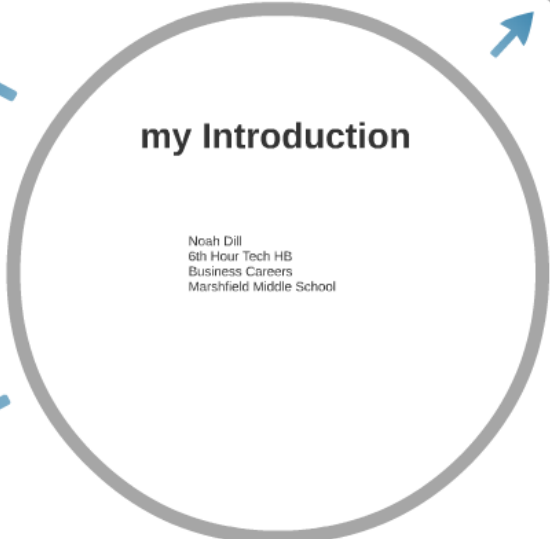 my Introduction
Noah Dill
6th Hour Tech HB
Business Careers
Marshfield Middle School